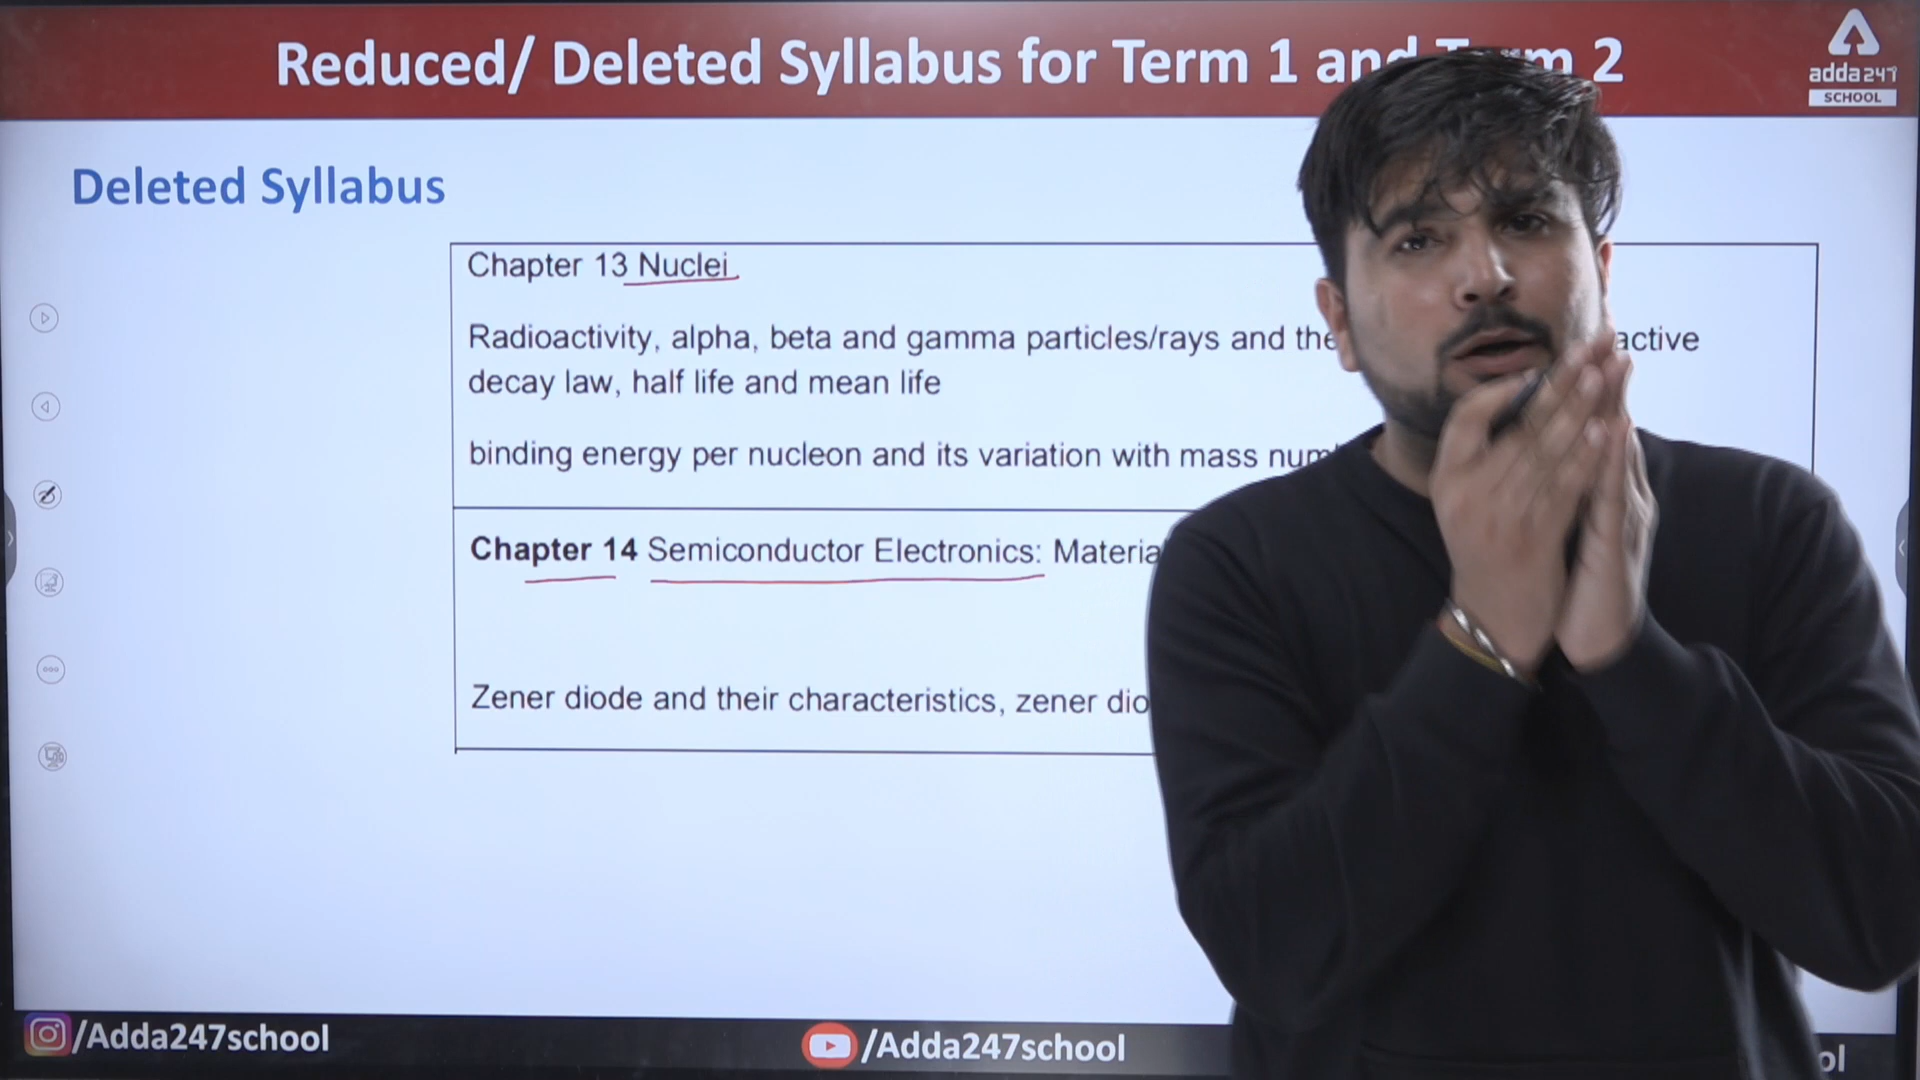 Reduced/ Deleted Syllabus for Term 1 and 2
adda247
SCHOOL
Deleted Syllabus
Chapter 13 Nuclei
Radioactivity, alpha, beta and gamma particles/rays and
decay law, half life and mean life
binding energy per nucleon and its variation with mass
Chapter 14 Semiconductor Electronics:
Zener diode and their characteristics, zener
/Adda247school
/Adda247school